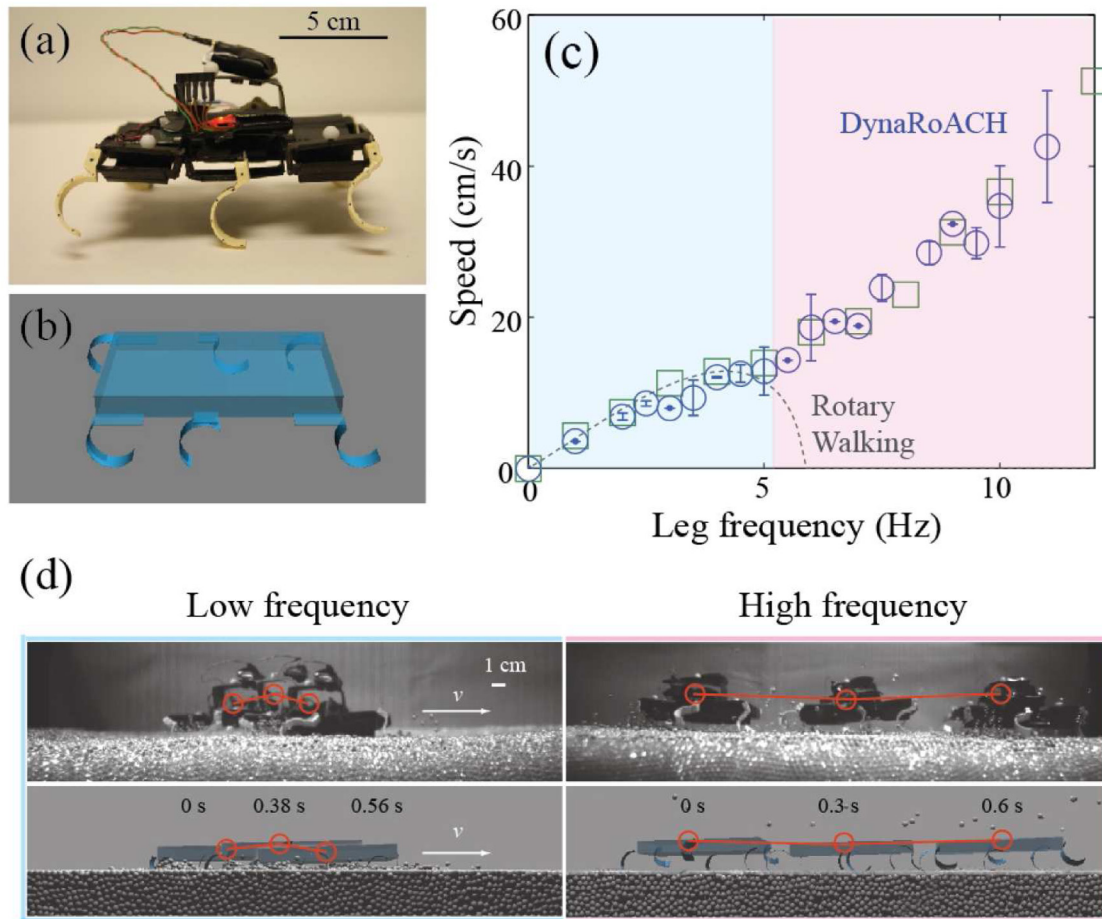 (a)
5 cm
(b)
(c)
60
40
20
0
0
5
10
Speed (cm/s)
Leg frequency (Hz)
DynaRoACH
Rotary
Walking
(d)
Low frequency
High frequency
1 cm
v
0 s
0.38 s
0.56 s
v
0 s
0.3 s
0.6 s